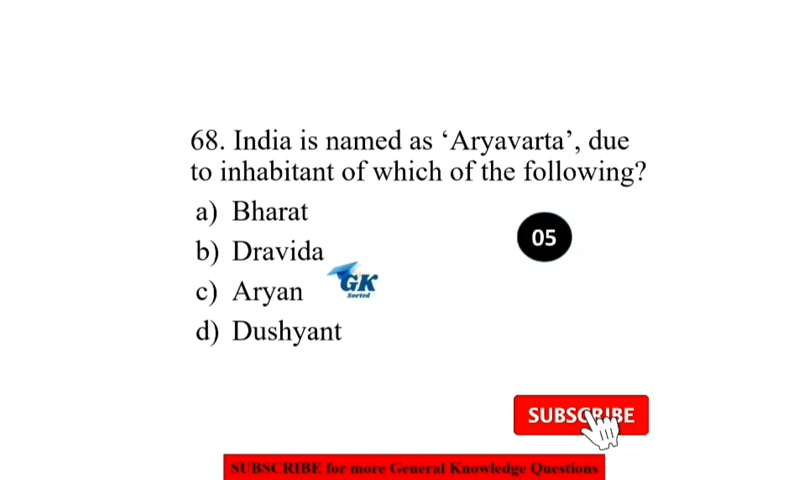 68. India is named as ‘Aryavarta’, due
to inhabitant of which of the following?
a) Bharat
b) Dravida
c) Aryan
d) Dushyant
05
GK
Sorted
SUBSCRIBE
SUBSCRIBE for more General Knowledge Questions